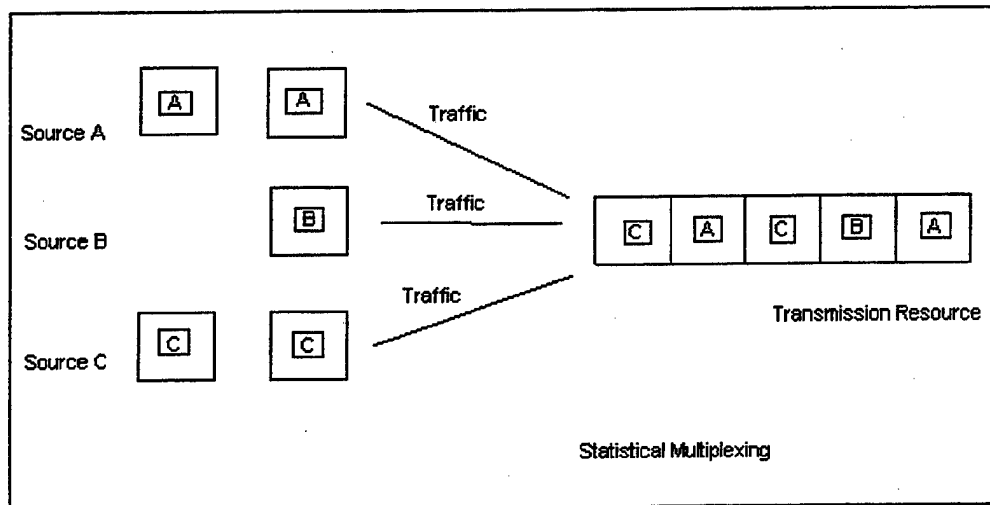 A A
Traffic
Source A
B
Traffic
Source B
C A C B A
Traffic
Transmission Resource
C C
Source C
Statistical Multiplexing